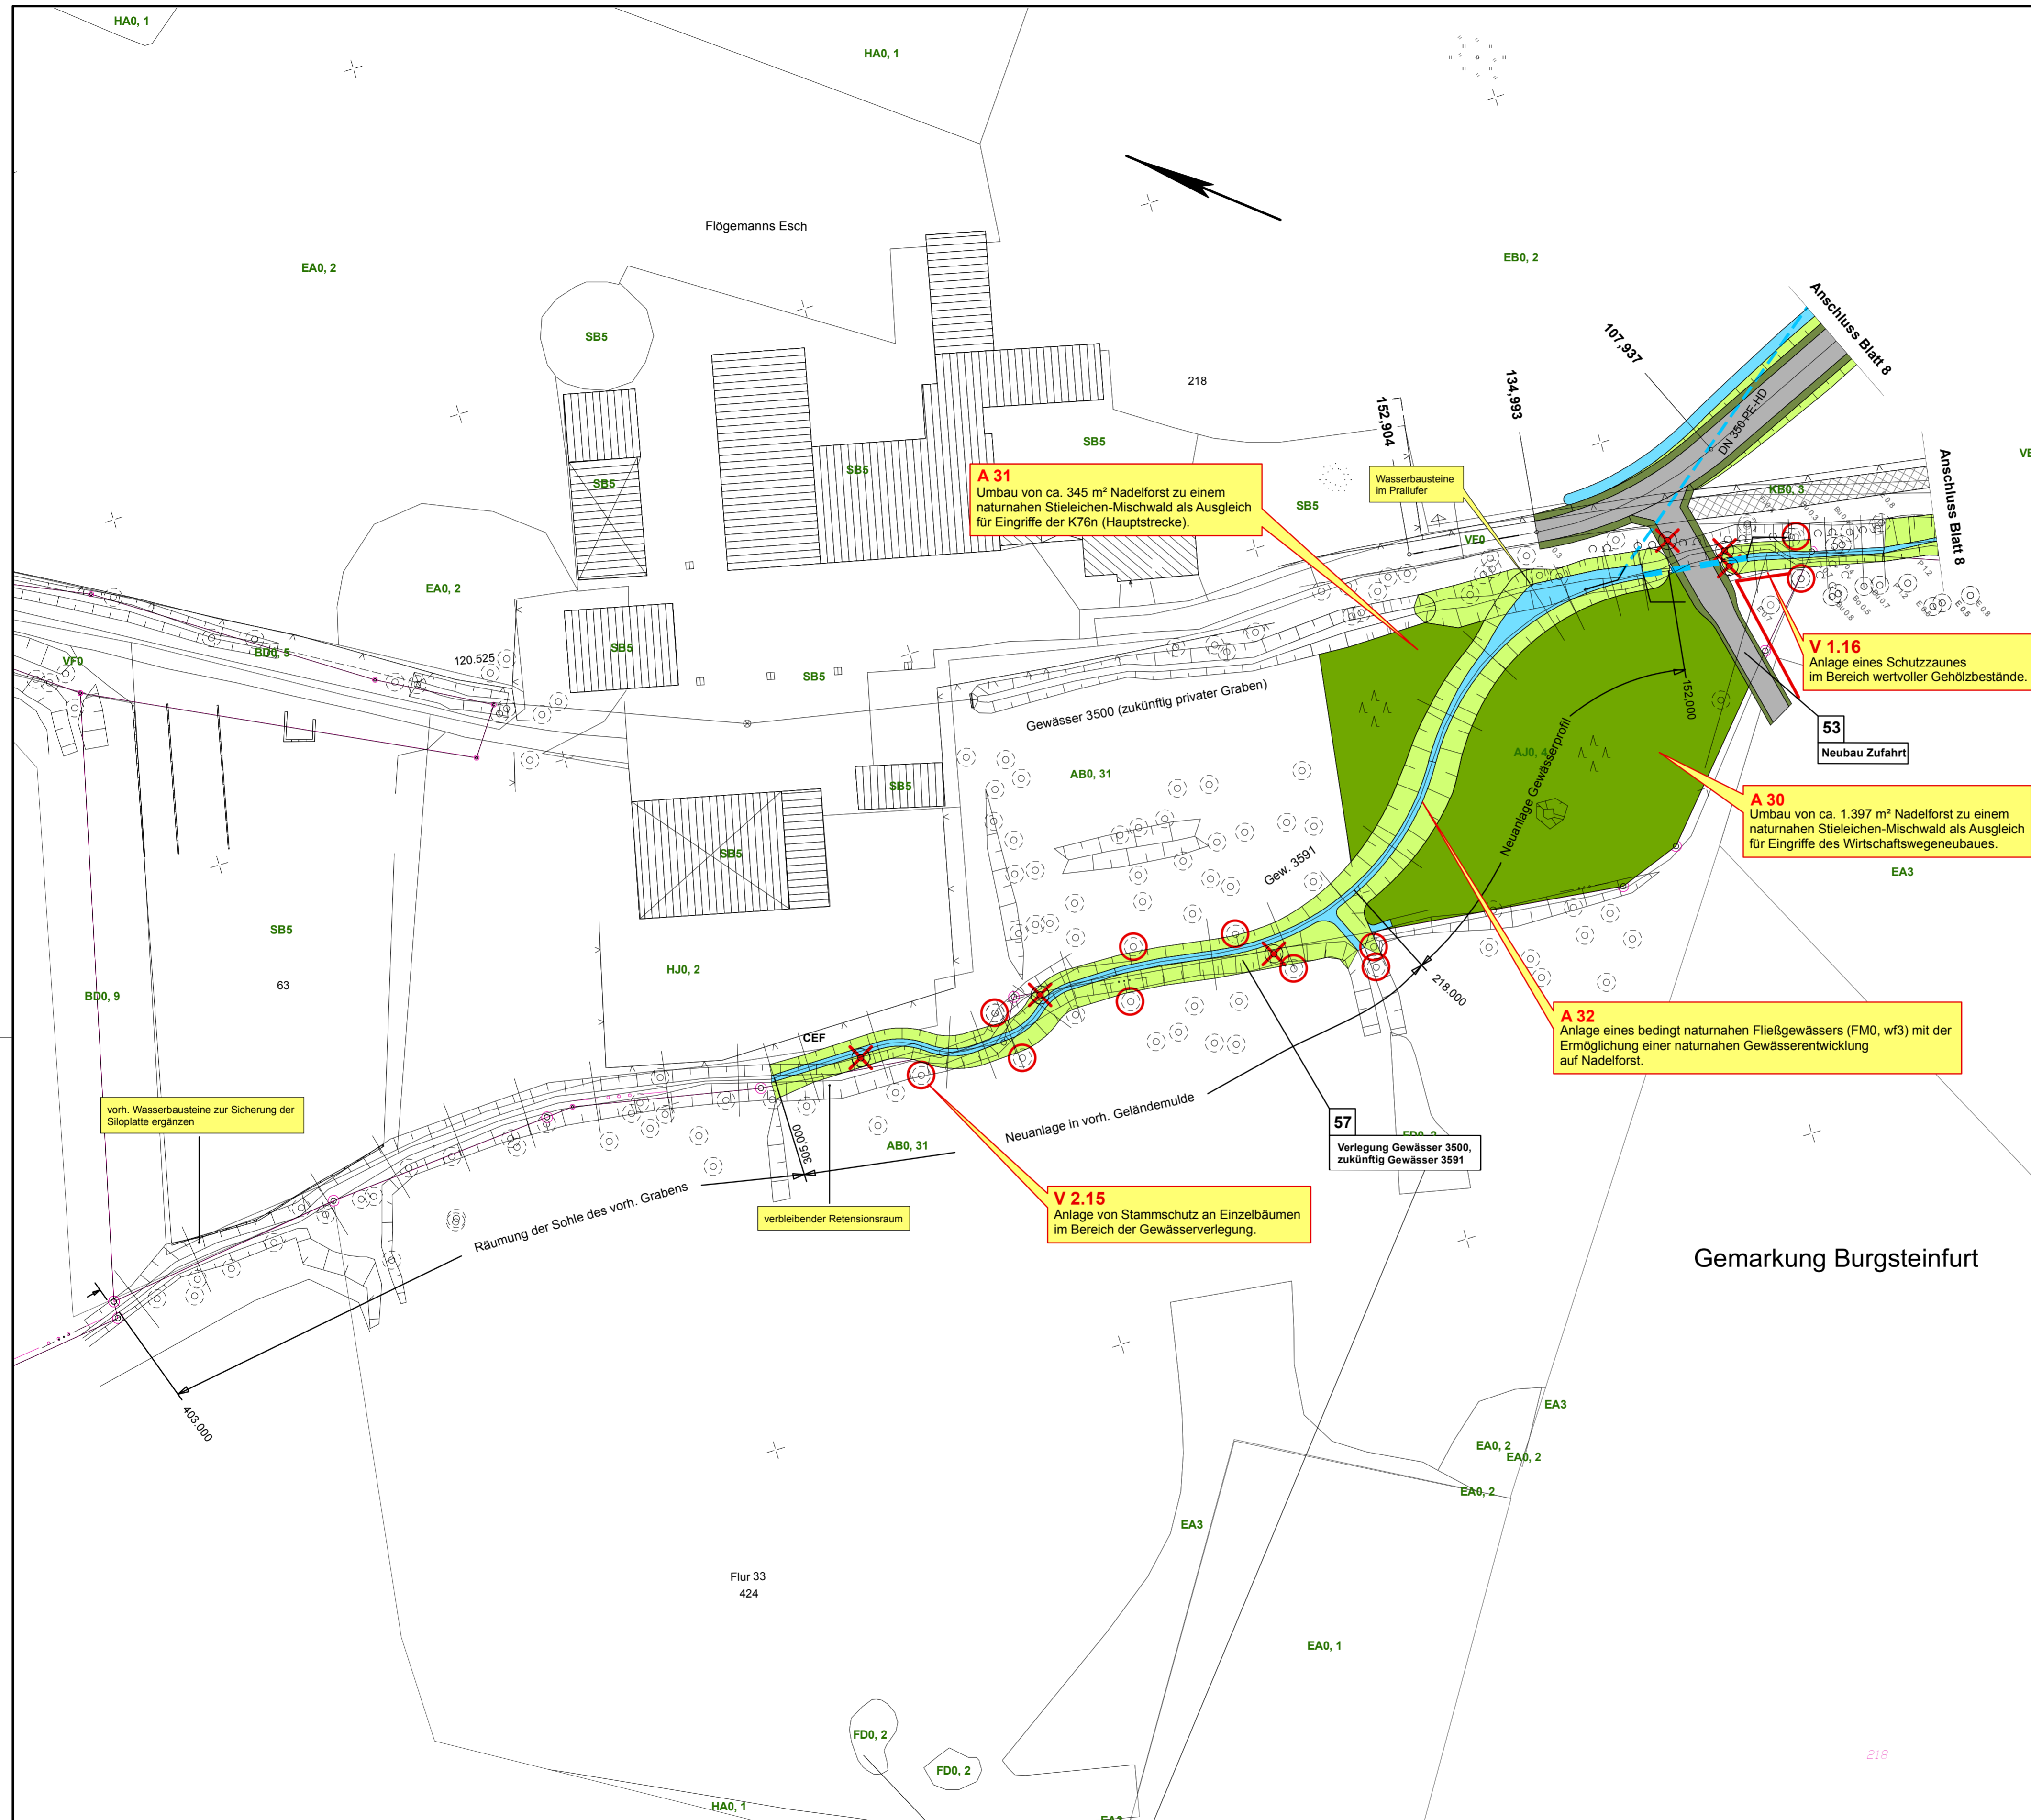 HA0, 1
HA0, 1
Flögemanns Esch
EA0, 2
EB0, 2
Anschluss Blatt 8
SB5
107,937
218
134,993
152,904
DN 350 PE-HD
SB5
SB5
SB5
A 31
Umbau von ca. 345 m² Nadelforst zu einem
naturnahen Stieleichen-Mischwald als Ausgleich
für Eingriffe der K76n (Hauptstrecke).
Wasserbausteine
im Prallufer
Anschluss Blatt 8
KB0, 3
SB5
VE0
EA0, 2
BD0, 5
VF0
120.525
SB5
SB5
Gewässer 3500 (zukünftig privater Graben)
V 1.16
Anlage eines Schutzzaunes
im Bereich wertvoller Gehölzbestände.
152.000
53
Neubau Zufahrt
Neuanlage Gewässerprofil
AJ0, 4
AB0, 31
SB5
A 30
Umbau von ca. 1.397 m² Nadelforst zu einem
naturnahen Stieleichen-Mischwald als Ausgleich
für Eingriffe des Wirtschaftswegeneubaues.
EA3
SB5
Gew. 3591
SB5
HJ0, 2
BD0, 9
63
218.000
A 32
Anlage eines bedingt naturnahen Fließgewässers (FM0, wf3) mit der
Ermöglichung einer naturnahen Gewässerentwicklung
auf Nadelforst.
CEF
vorh. Wasserbausteine zur Sicherung der
Siloplatte ergänzen
Neuanlage in vorh. Geländemulde
305.000
AB0, 31
57
Verlegung Gewässer 3500,
zukünftig Gewässer 3591
FD0, 2
V 2.15
Anlage von Stammschutz an Einzelbäumen
im Bereich der Gewässerverlegung.
verbleibender Retensionsraum
Räumung der Sohle des vorh. Grabens
Gemarkung Burgsteinfurt
403.000
EA3
EA0, 2
EA0, 2
EA0, 2
EA3
Flur 33
424
EA0, 1
FD0, 2
FD0, 2
218
HA0, 1
EA3